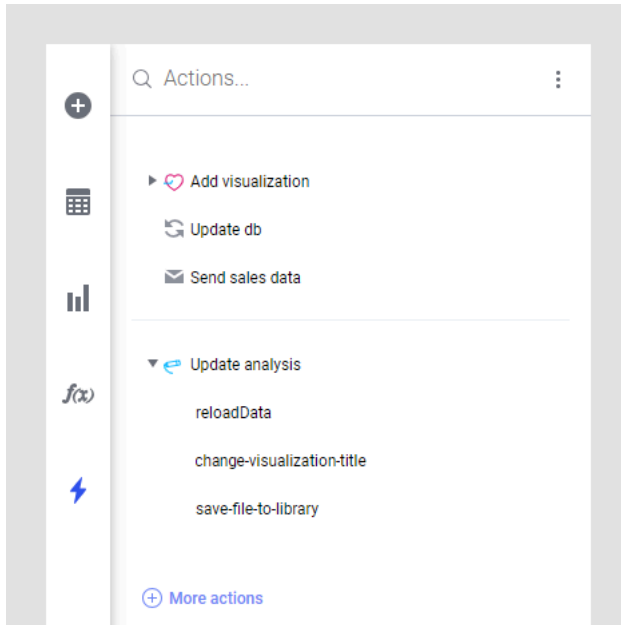 Actions...
Add visualization
Update db
Send sales data
Update analysis
f(x)
reloadData
change-visualization-title
save-file-to-library
More actions